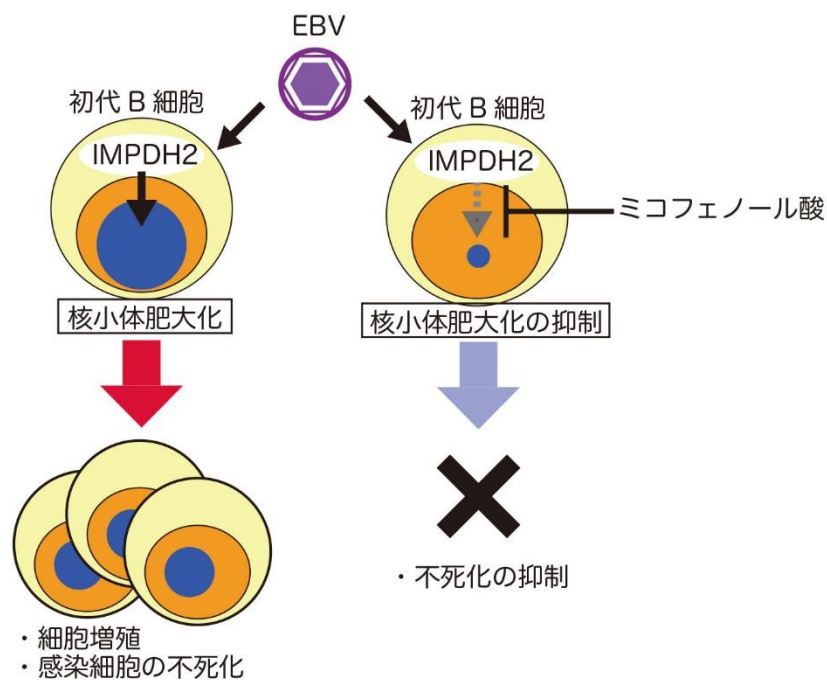 EBV
初代 B 細胞
IMPDH2
核小体肥大化
・細胞増殖
・感染細胞の不死化
初代 B 細胞
IMPDH2
ミコフェノール酸
核小体肥大化の抑制
・不死化の抑制